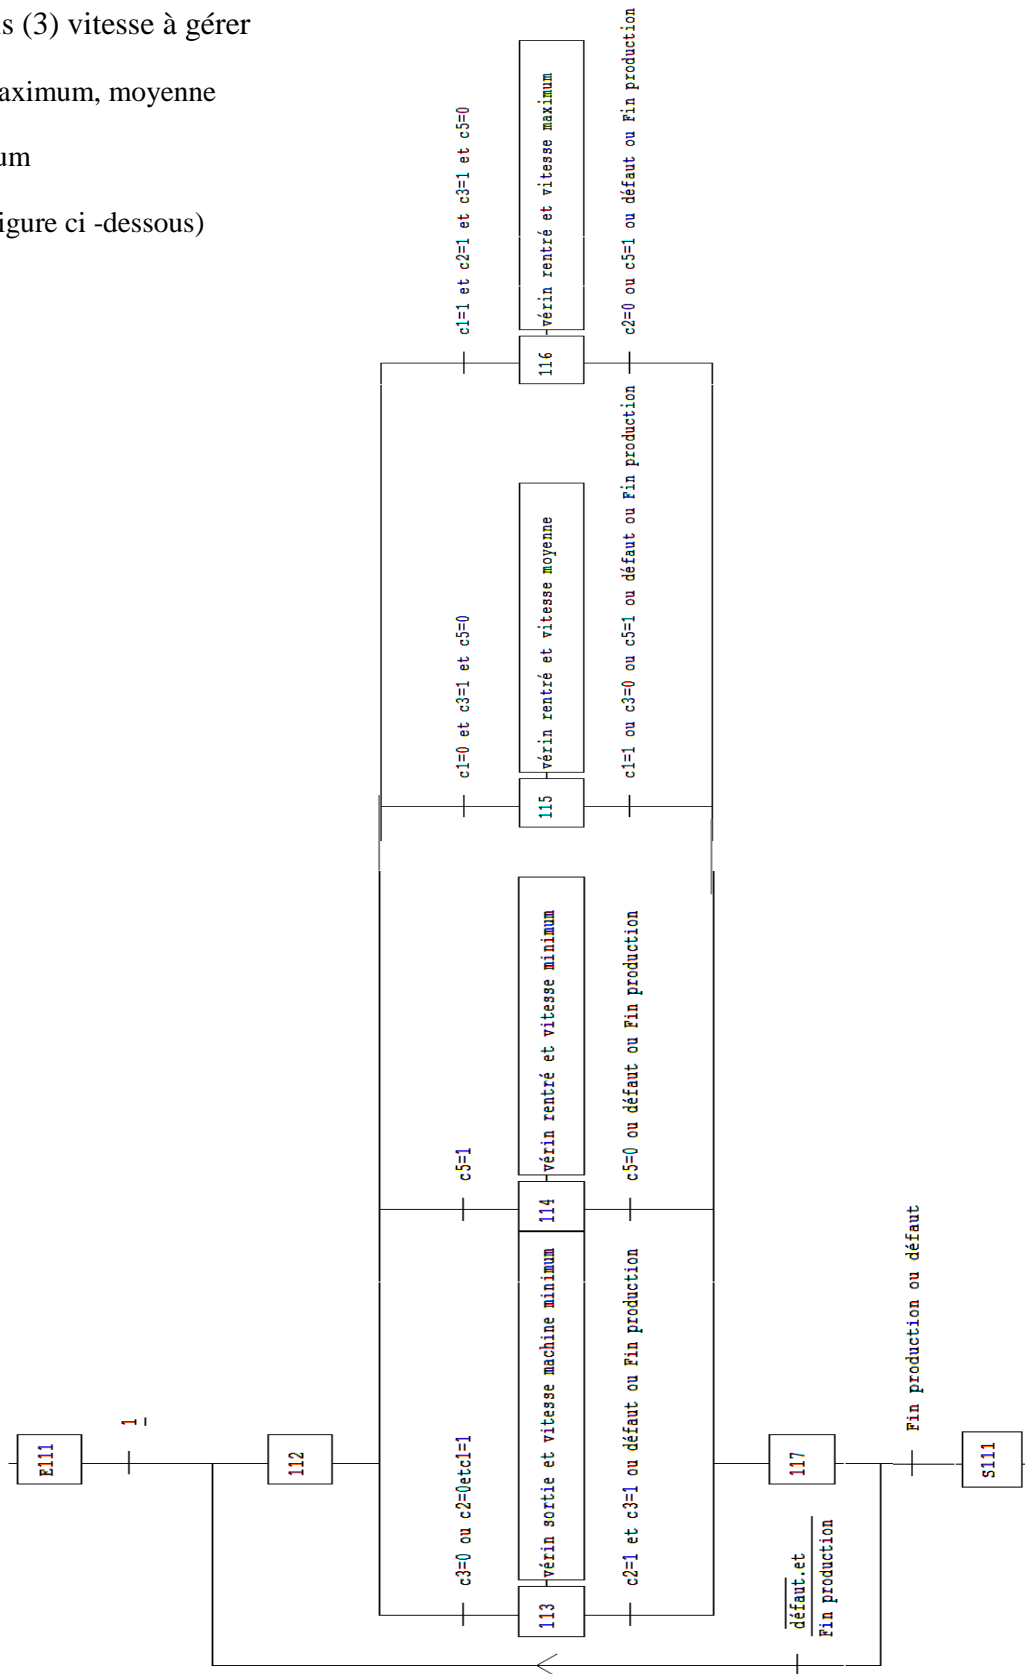 s (3) vitesse à gérer
aximum, moyenne
um
igure ci -dessous)
E111
1
112
c3=0 ou c2=0etc1=1
113
vérin sortie et vitesse machine minimum
c2=1 et c3=1 ou défaut ou Fin production
c5=1
114
vérin rentré et vitesse minimum
c5=0 ou défaut ou Fin production
c1=0 et c3=1 et c5=0
115
vérin rentré et vitesse moyenne
c1=1 ou c3=0 ou c5=1 ou défaut ou Fin production
c1=1 et c2=1 et c3=1 et c5=0
116
vérin rentré et vitesse maximum
c2=0 ou c5=1 ou défaut ou Fin production
117
défaut.et
Fin production
Fin production ou défaut
S111